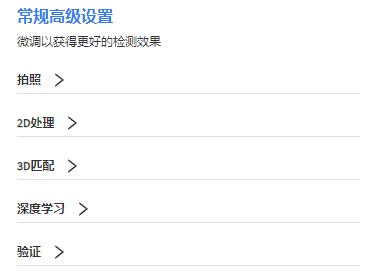 常规高级设置
微调以获得更好的检测效果
拍照
2D处理
3D匹配
深度学习
验证